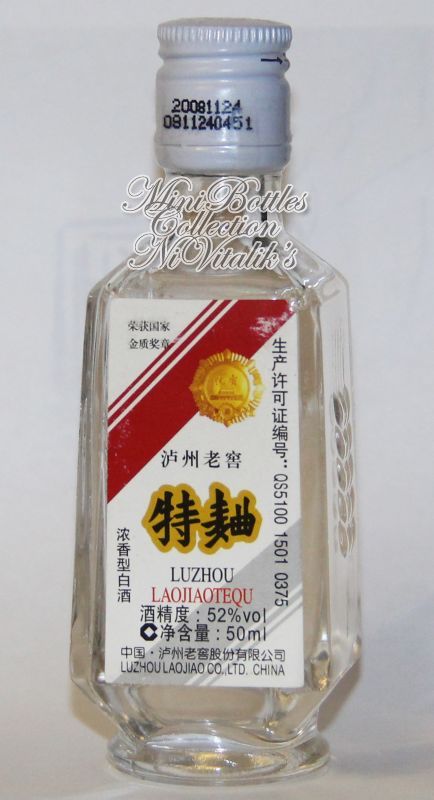 20081124
0811240451
Mini Bottles
Collection
NiVitalik's
荣获国家
金质奖章
生产许可证编号: QS5100 1501 0375
泸州老窖
特麯
浓香型白酒
LUZHOU
LAOJIAOTEQU
酒精度:52%vol
净含量:50ml
中国·泸州老窖股份有限公司
LUZHOU LAOJIAO CO.,LTD. CHINA